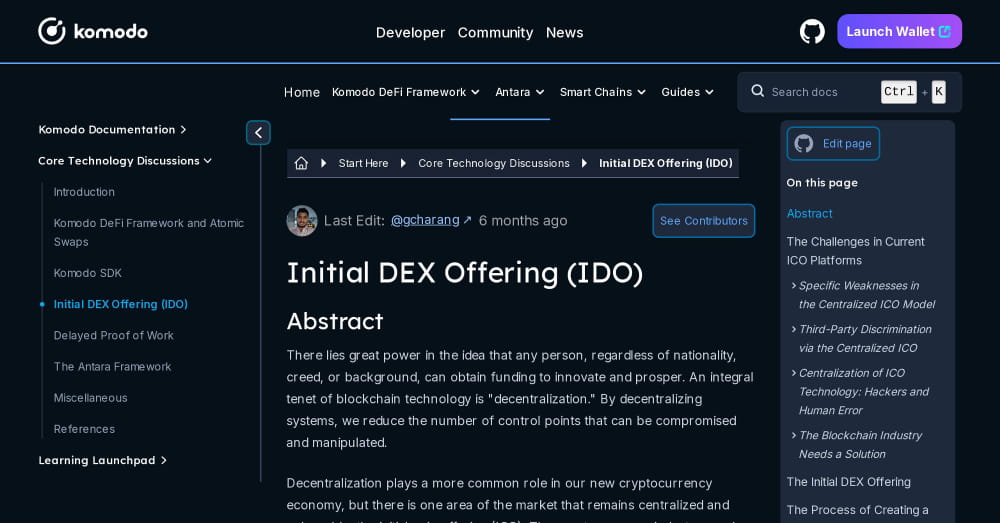 komodo
Developer Community News
Launch Wallet
Home Komodo DeFi Framework Antara Smart Chains Guides
Search docs Ctrl + K
Komodo Documentation
Core Technology Discussions
Introduction
Komodo DeFi Framework and Atomic
Swaps
Komodo SDK
Initial DEX Offering (IDO)
Delayed Proof of Work
The Antara Framework
Miscellaneous
References
Learning Launchpad
Start Here Core Technology Discussions Initial DEX Offering (IDO)
Last Edit: @gcharang ↗ 6 months ago
See Contributors
Initial DEX Offering (IDO)
Abstract
There lies great power in the idea that any person, regardless of nationality,
creed, or background, can obtain funding to innovate and prosper. An integral
tenet of blockchain technology is "decentralization." By decentralizing
systems, we reduce the number of control points that can be compromised
and manipulated.
Decentralization plays a more common role in our new cryptocurrency
economy, but there is one area of the market that remains centralized and
Edit page
On this page
Abstract
The Challenges in Current
ICO Platforms
Specific Weaknesses in
the Centralized ICO Model
Third-Party Discrimination
via the Centralized ICO
Centralization of ICO
Technology: Hackers and
Human Error
The Blockchain Industry
Needs a Solution
The Initial DEX Offering
The Process of Creating a